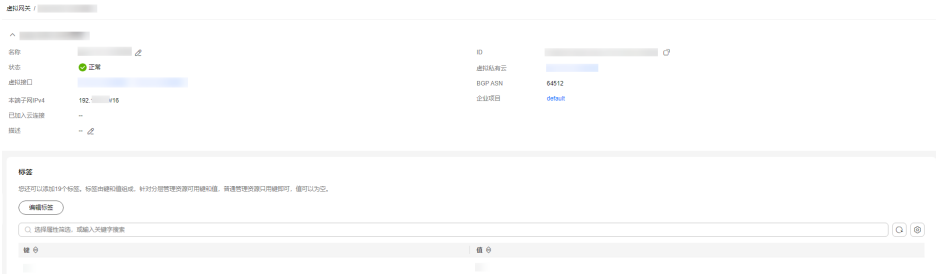 虚拟网关 /
名称
ID
状态 正常
虚拟私有云
虚拟接口
BGP ASN 64512
本端子网IPv4 192. /16
企业项目 default
已加入云连接 --
描述 --
标签
您还可以添加19个标签。标签由键和值组成,针对分层管理资源可用键和值,普通管理资源只用键即可,值可以为空。
编辑标签
选择属性筛选,或输入关键字搜索
键 值